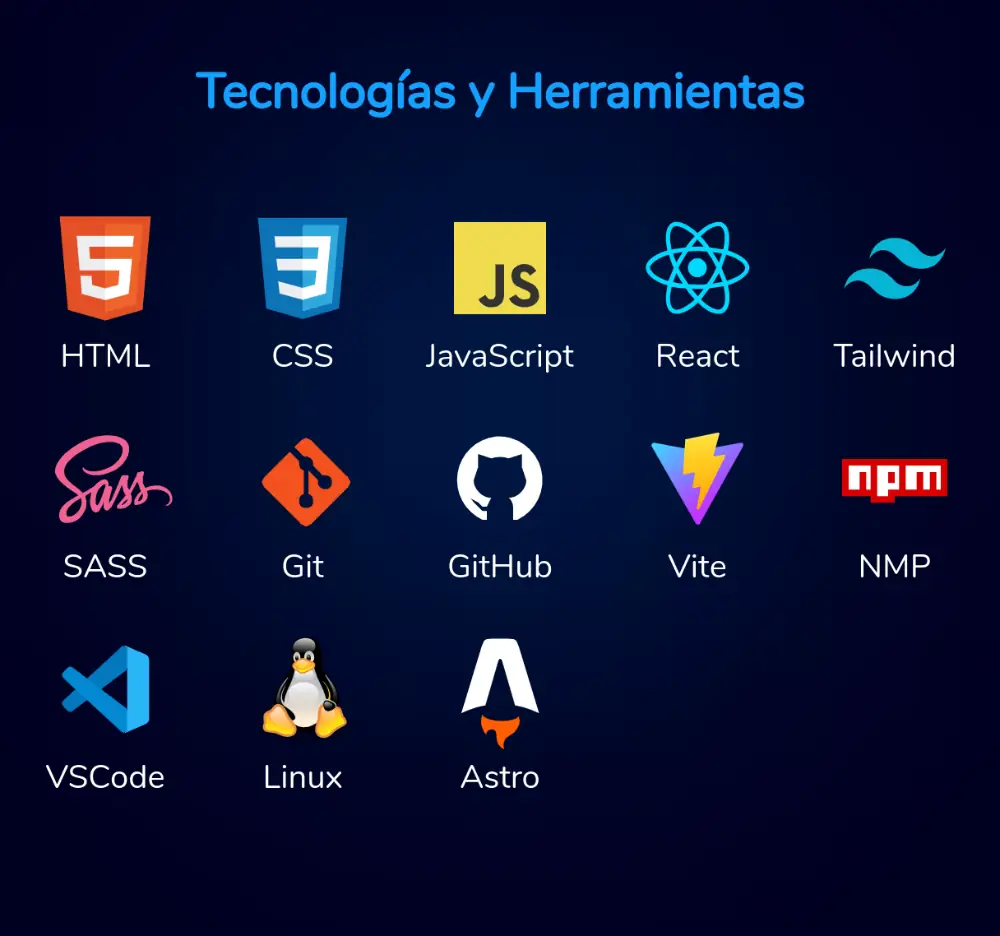 Tecnologías y Herramientas
5
3
JS
HTML CSS JavaScript React Tailwind
Sass
npm
SASS Git GitHub Vite NMP
VSCode Linux Astro